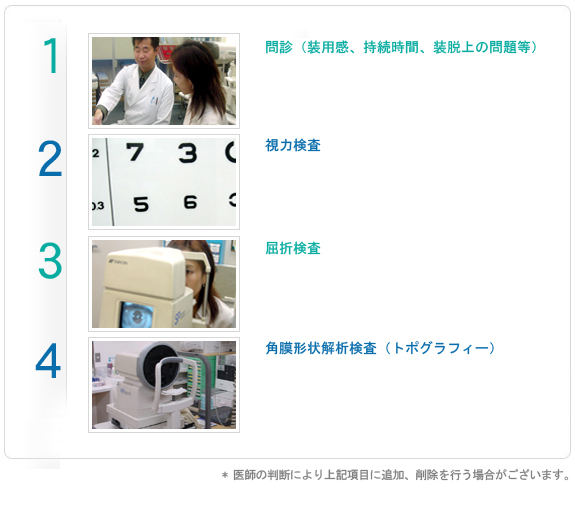 1
問診（装用感、持続時間、装脱上の問題等）
2
視力検査
2 7 3
0.3 5 6
3
屈折検査
4
角膜形状解析検査（トポグラフィー）
* 医師の判断により上記項目に追加、削除を行う場合がございます。